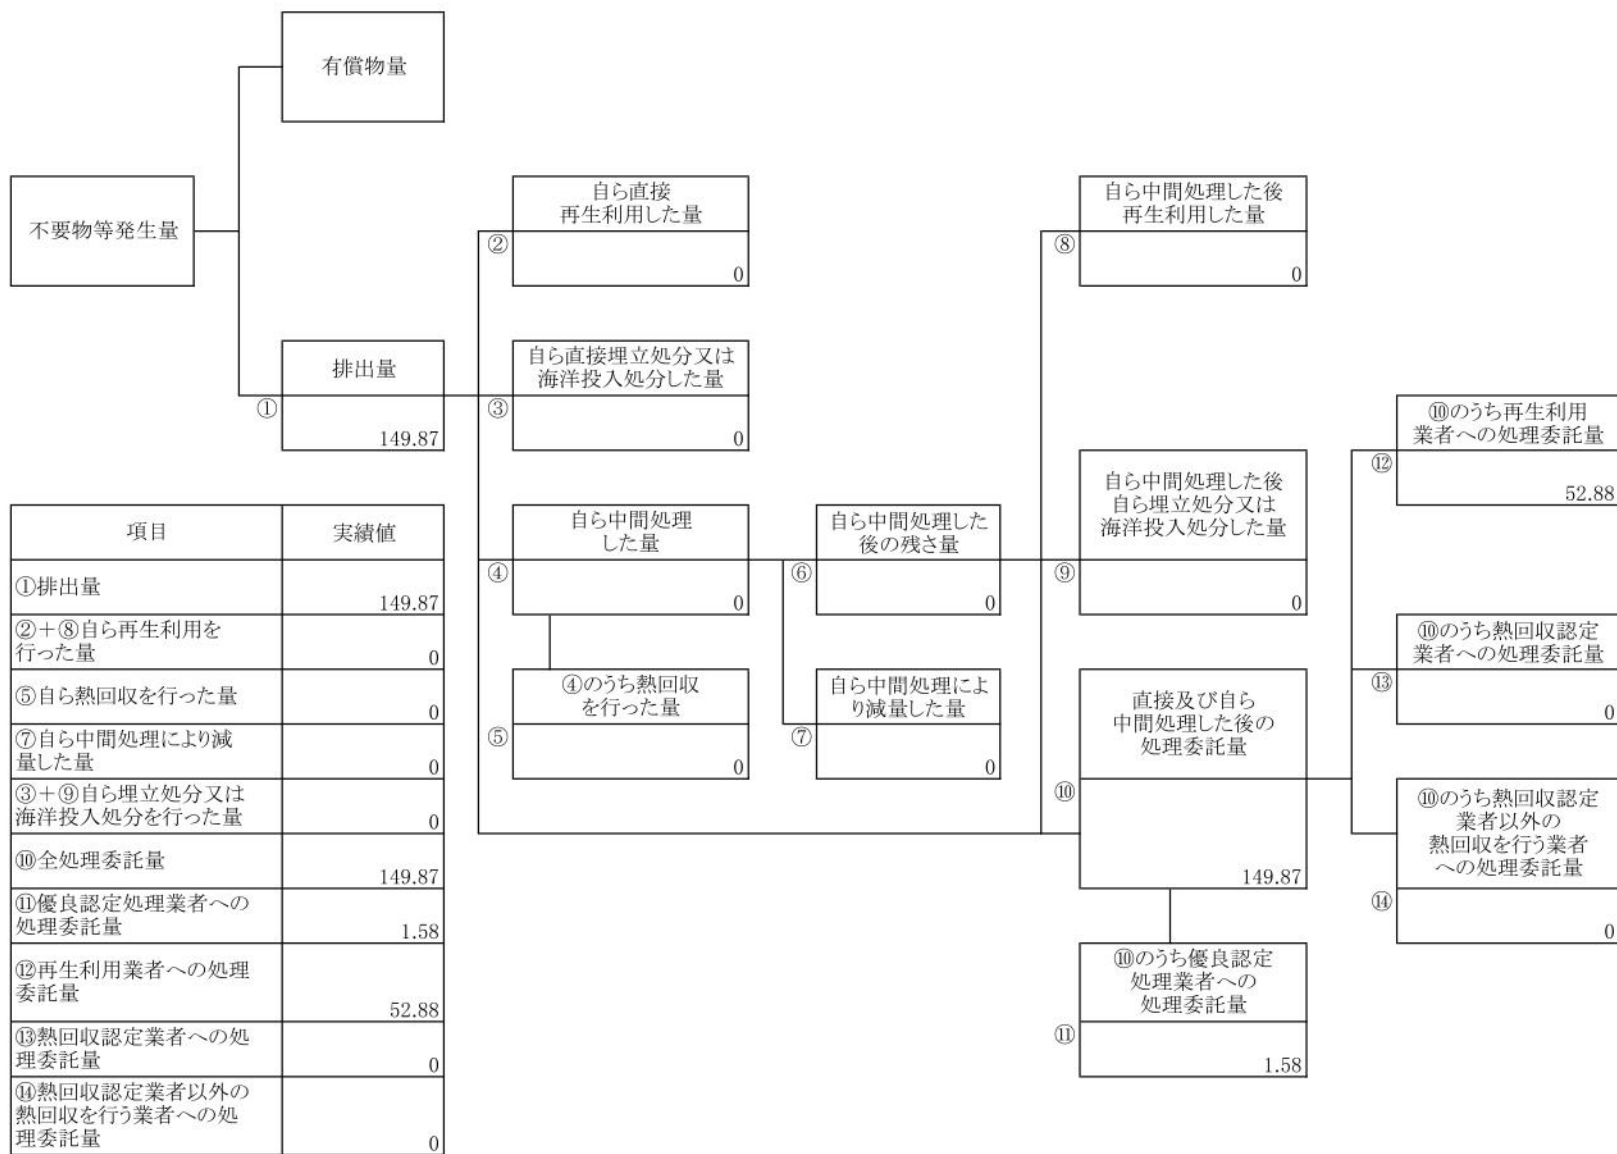 有償物量
不要物等発生量
自ら直接
再生利用した量
②
0
自ら中間処理した後
再生利用した量
⑧
0
排出量
①
149.87
自ら直接埋立処分又は
海洋投入処分した量
③
0
⑩のうち再生利用
業者への処理委託量
⑫
52.88
自ら中間処理
した量
④
0
自ら中間処理した
後の残さ量
⑥
0
自ら中間処理した後
自ら埋立処分又は
海洋投入処分した量
⑨
0
⑩のうち熱回収認定
業者への処理委託量
⑬
0
④のうち熱回収
を行った量
⑤
0
自ら中間処理によ
り減量した量
⑦
0
直接及び自ら
中間処理した後の
処理委託量
⑩
149.87
⑩のうち熱回収認定
業者以外の
熱回収を行う業者
への処理委託量
⑭
0
⑩のうち優良認定
処理業者への
処理委託量
⑪
1.58
項目 実績値
①排出量
149.87
②+⑧自ら再生利用を
行った量
0
⑤自ら熱回収を行った量
0
⑦自ら中間処理により減
量した量
0
③+⑨自ら埋立処分又は
海洋投入処分を行った量
0
⑩全処理委託量
149.87
⑪優良認定処理業者への
処理委託量
1.58
⑫再生利用業者への処理
委託量
52.88
⑬熱回収認定業者への処
理委託量
0
⑭熱回収認定業者以外の
熱回収を行う業者への処
理委託量
0